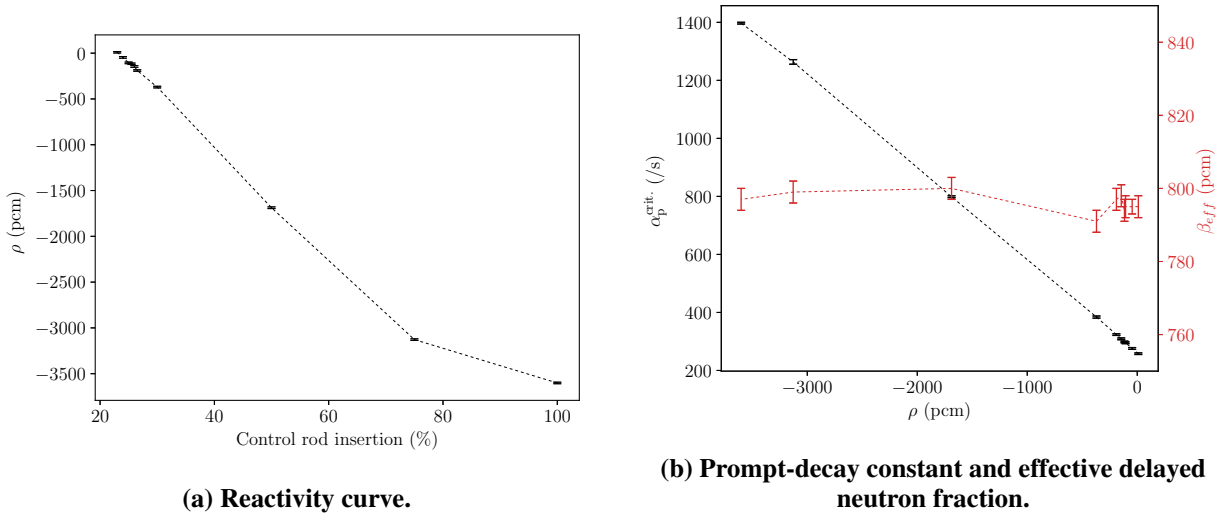 0
−500
−1000
−1500
−2000
−2500
−3000
−3500
ρ (pcm)
20 40 60 80 100
Control rod insertion (%)
(a) Reactivity curve.
1400
1200
1000
800
600
400
200
α_p^crit. (/s)
840
820
800
780
760
β_eff (pcm)
−3000 −2000 −1000 0
ρ (pcm)
(b) Prompt-decay constant and effective delayed
neutron fraction.